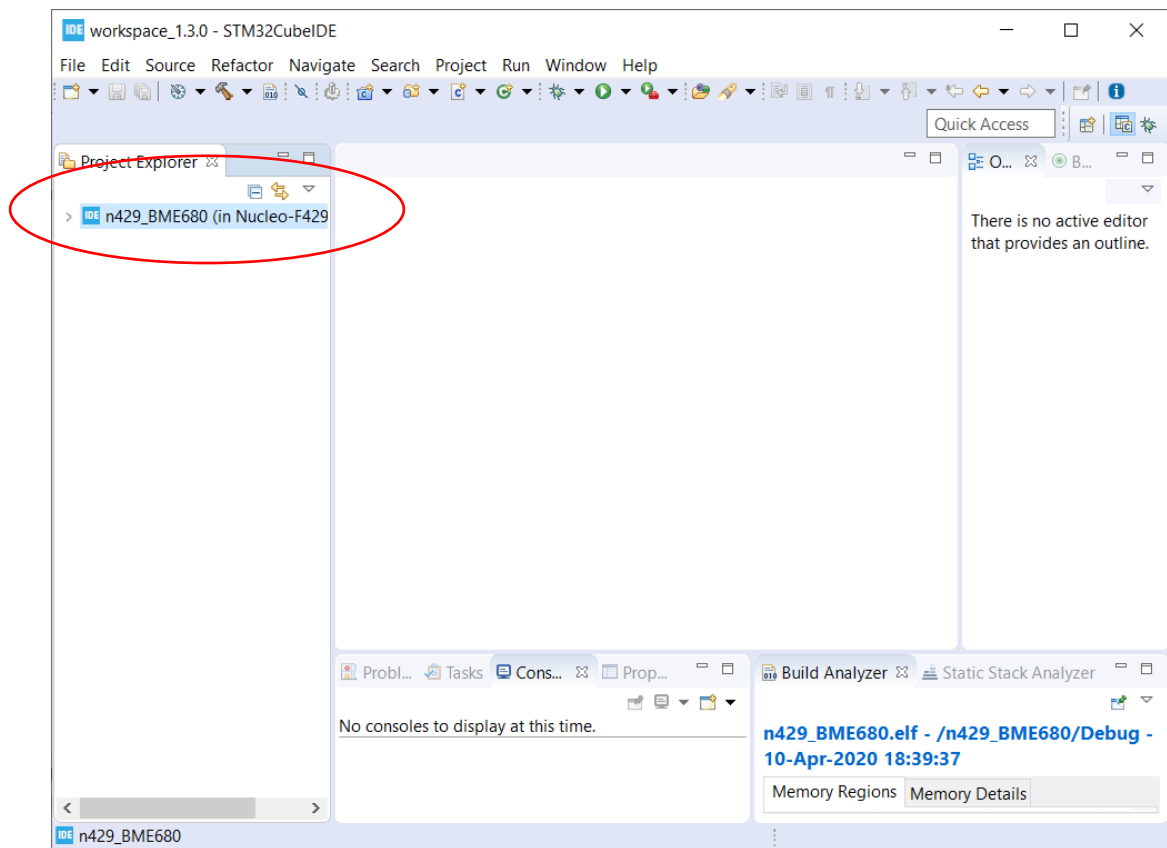 IDE workspace_1.3.0 - STM32CubeIDE
File Edit Source Refactor Navigate Search Project Run Window Help
Quick Access
Project Explorer
O... B...
IDE n429_BME680 (in Nucleo-F429
There is no active editor
that provides an outline.
Probl... Tasks Cons... Prop...
No consoles to display at this time.
Build Analyzer Static Stack Analyzer
n429_BME680.elf - /n429_BME680/Debug -
10-Apr-2020 18:39:37
Memory Regions Memory Details
IDE n429_BME680